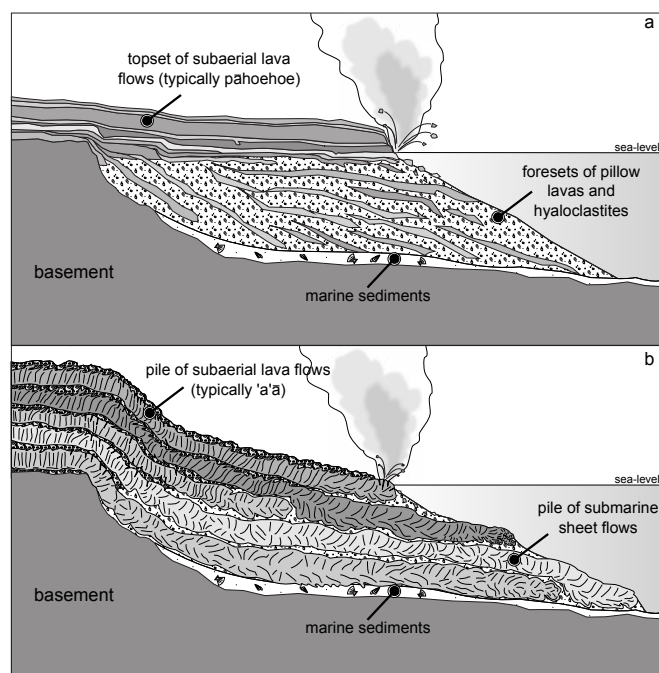 a
topset of subaerial lava
flows (typically pāhoehoe)
sea-level
foresets of pillow
lavas and
hyaloclastites
basement
marine sediments
b
pile of subaerial lava flows
(typically 'a'ā)
sea-level
pile of submarine
sheet flows
basement
marine sediments